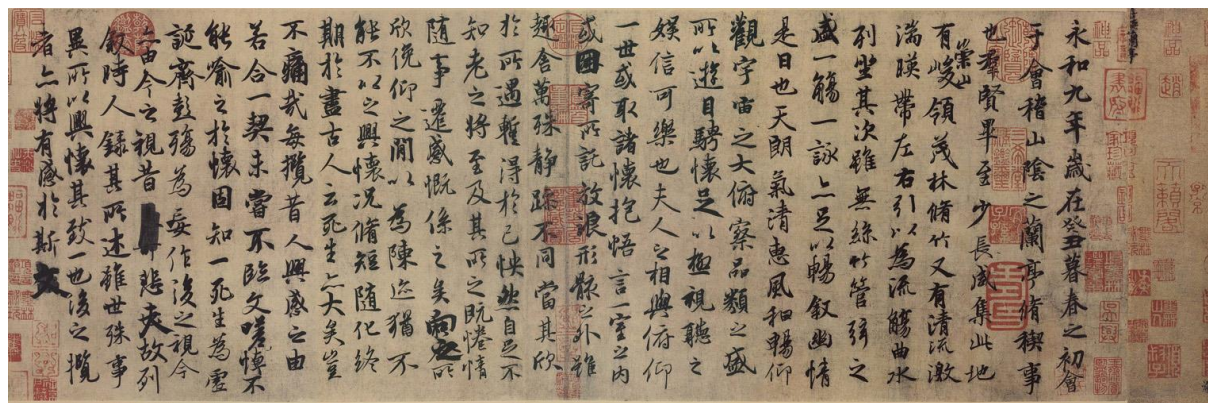 永和九年歲在癸丑暮春之初會
于會稽山陰之蘭亭脩稧事
也羣賢畢至少長咸集此地
有崇山峻領茂林脩竹又有清流激
湍暎帶左右引以為流觴曲水
列坐其次雖無絲竹管弦之
盛一觴一詠亦足以暢敘幽情
是日也天朗氣清惠風和暢仰
觀宇宙之大俯察品類之盛
所以遊目騁懷足以極視聽之
娛信可樂也夫人之相與俯仰
一世或取諸懷抱悟言一室之內
或因寄所託放浪形骸之外雖
趣舍萬殊靜躁不同當其欣
於所遇暫得於己怏然自足不
知老之將至及其所之既惓情
隨事遷感慨係之矣向之所
欣俛仰之閒以為陳迹猶不
能不以之興懷況脩短隨化終
期於盡古人云死生亦大矣豈
不痛哉每攬昔人興感之由
若合一契未嘗不臨文嗟悼不
能喻之於懷固知一死生為虛
誕齊彭殤為妄作後之視今
亦由今之視昔悲夫故列
敘時人錄其所述雖世殊事
異所以興懷其致一也後之攬
者亦將有感於斯文